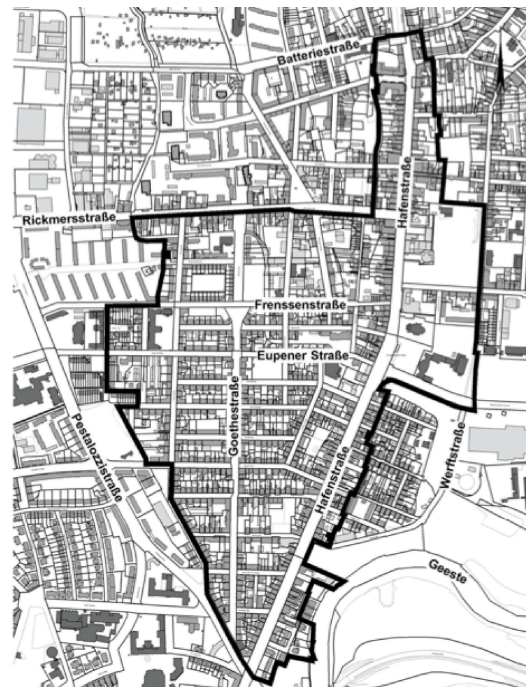 Batteriestraße
Hafenstraße
Rickmersstraße
Frenssenstraße
Eupener Straße
Goethestraße
Pestalozzistraße
Hafenstraße
Werftstraße
Geeste